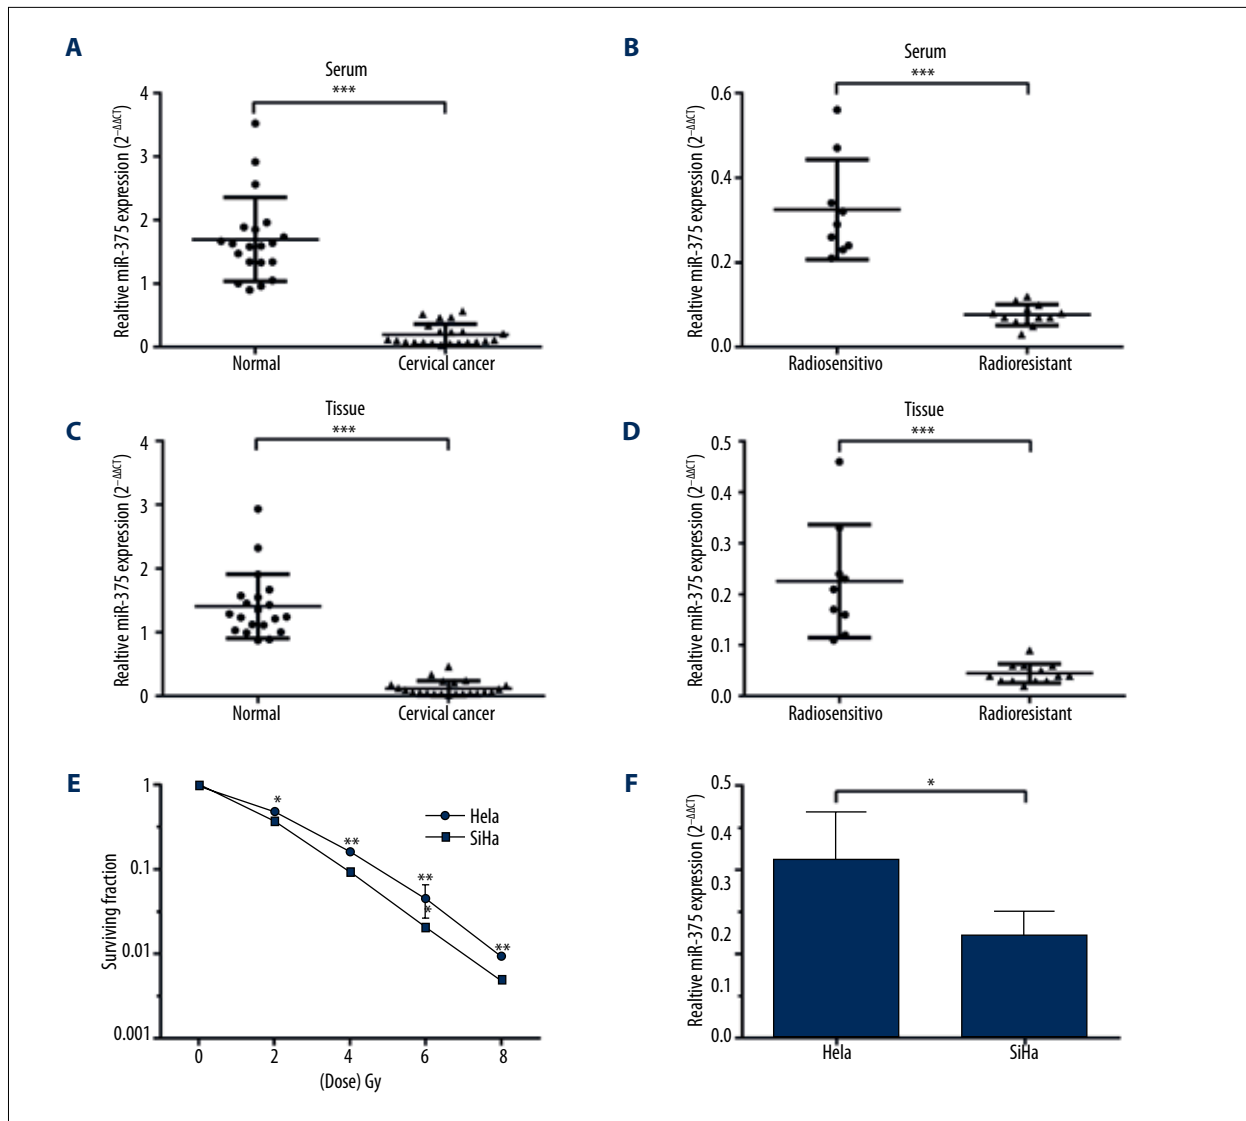 A
Serum
***
Realtive miR-375 expression (2−ΔΔCT)
4
3
2
1
0
Normal
Cervical cancer
B
Serum
***
Realtive miR-375 expression (2−ΔΔCT)
0.6
0.4
0.2
0.0
Radiosensitivo
Radioresistant
C
Tissue
***
Realtive miR-375 expression (2−ΔΔCT)
4
3
2
1
0
Normal
Cervical cancer
D
Tissue
***
Realtive miR-375 expression (2−ΔΔCT)
0.5
0.4
0.3
0.2
0.1
0.0
Radiosensitivo
Radioresistant
E
Surviving fraction
1
0.1
0.01
0.001
*
**
**
*
**
Hela
SiHa
0 2 4 6 8
(Dose) Gy
F
*
Realtive miR-375 expression (2−ΔΔCT)
0.5
0.4
0.3
0.2
0.1
0.0
Hela
SiHa